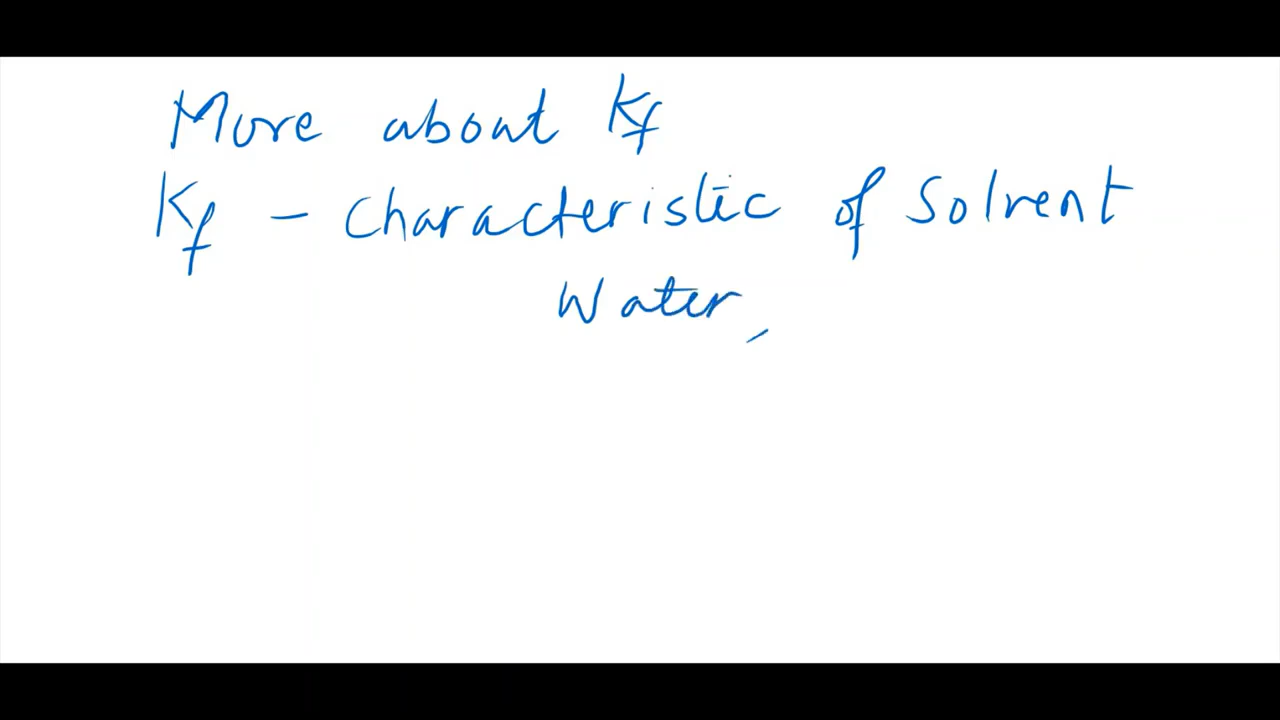 More about Kf
Kf - Characteristic of Solvent
Water,